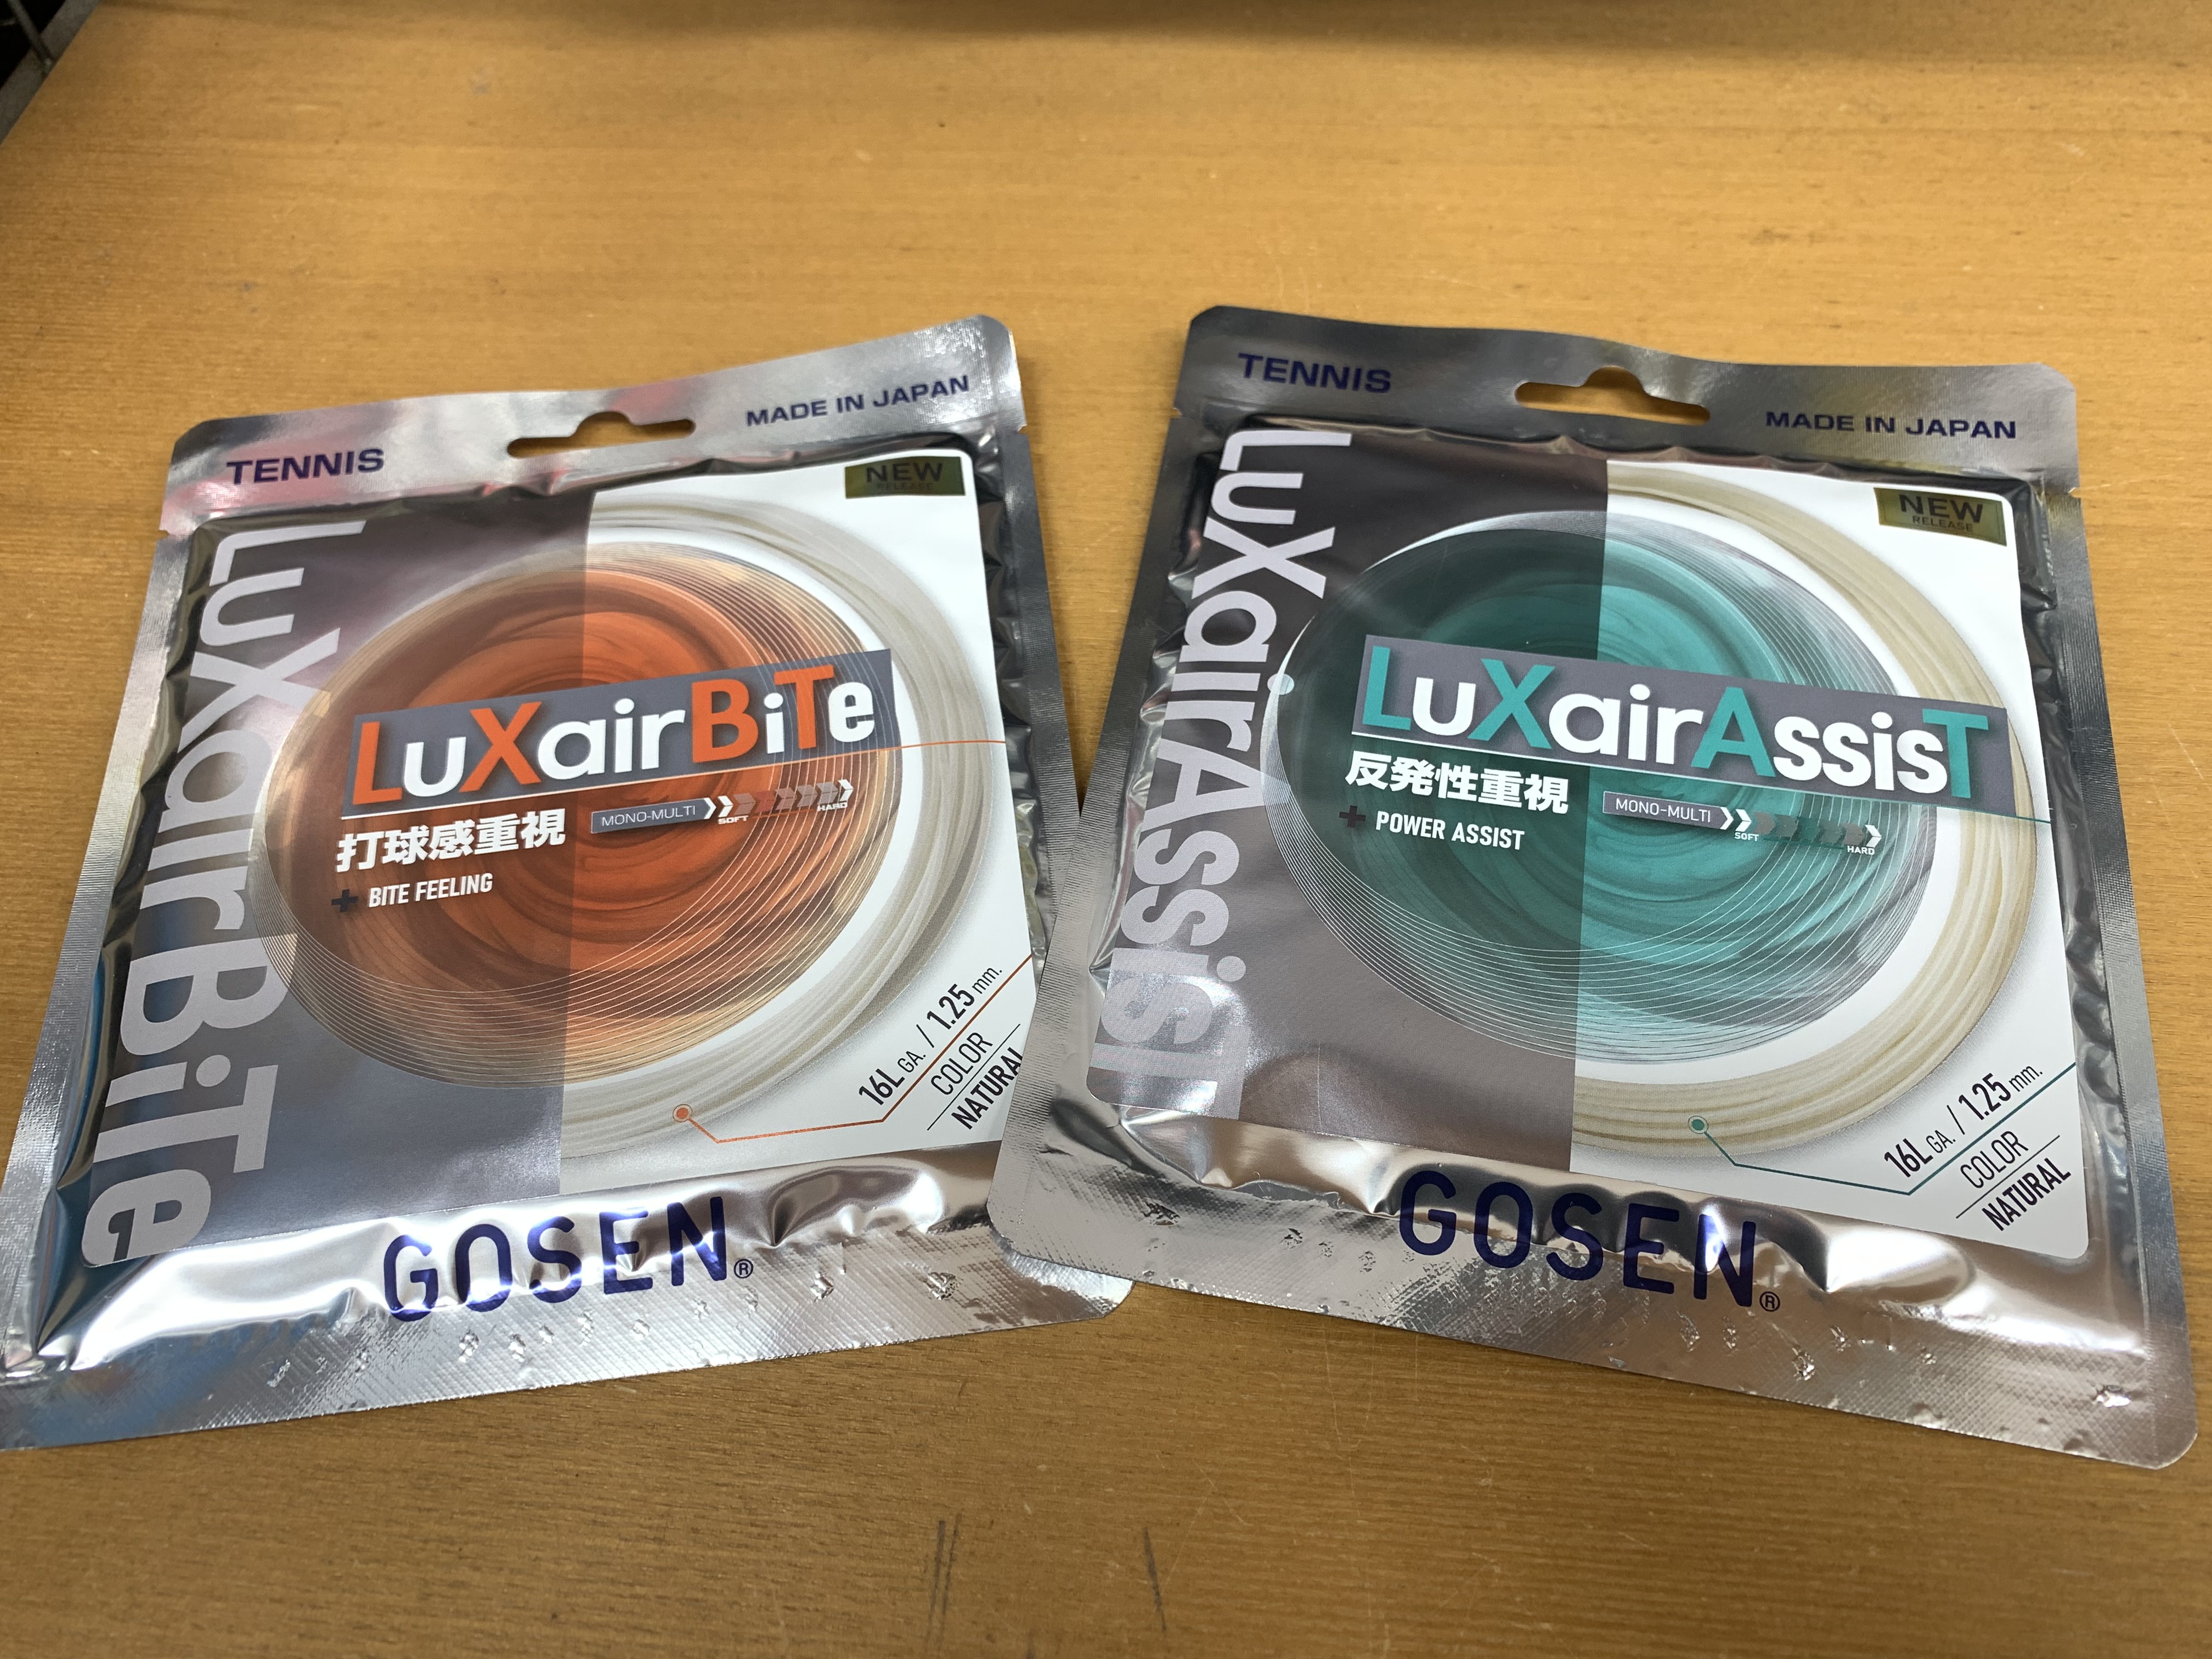 TENNIS
MADE IN JAPAN
NEW
RELEASE
LuXairBiTe
LuXairBiTe
打球感重視
MONO-MULTI
SOFT
HARD
+ BITE FEELING
16L GA. / 1.25 mm.
COLOR
NATURAL
GOSEN®
TENNIS
MADE IN JAPAN
NEW
RELEASE
LuXairAssisT
LuXairAssisT
反発性重視
MONO-MULTI
SOFT
HARD
+ POWER ASSIST
16L GA. / 1.25 mm.
COLOR
NATURAL
GOSEN®